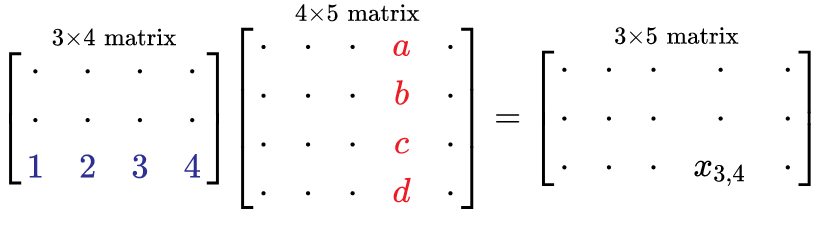 3×4 matrix 4×5 matrix 3×5 matrix
· · · · · · · a · · · · · ·
· · · · · · · b · = · · · · ·
1 2 3 4 · · · c · · · · x3,4 ·
· · · d ·